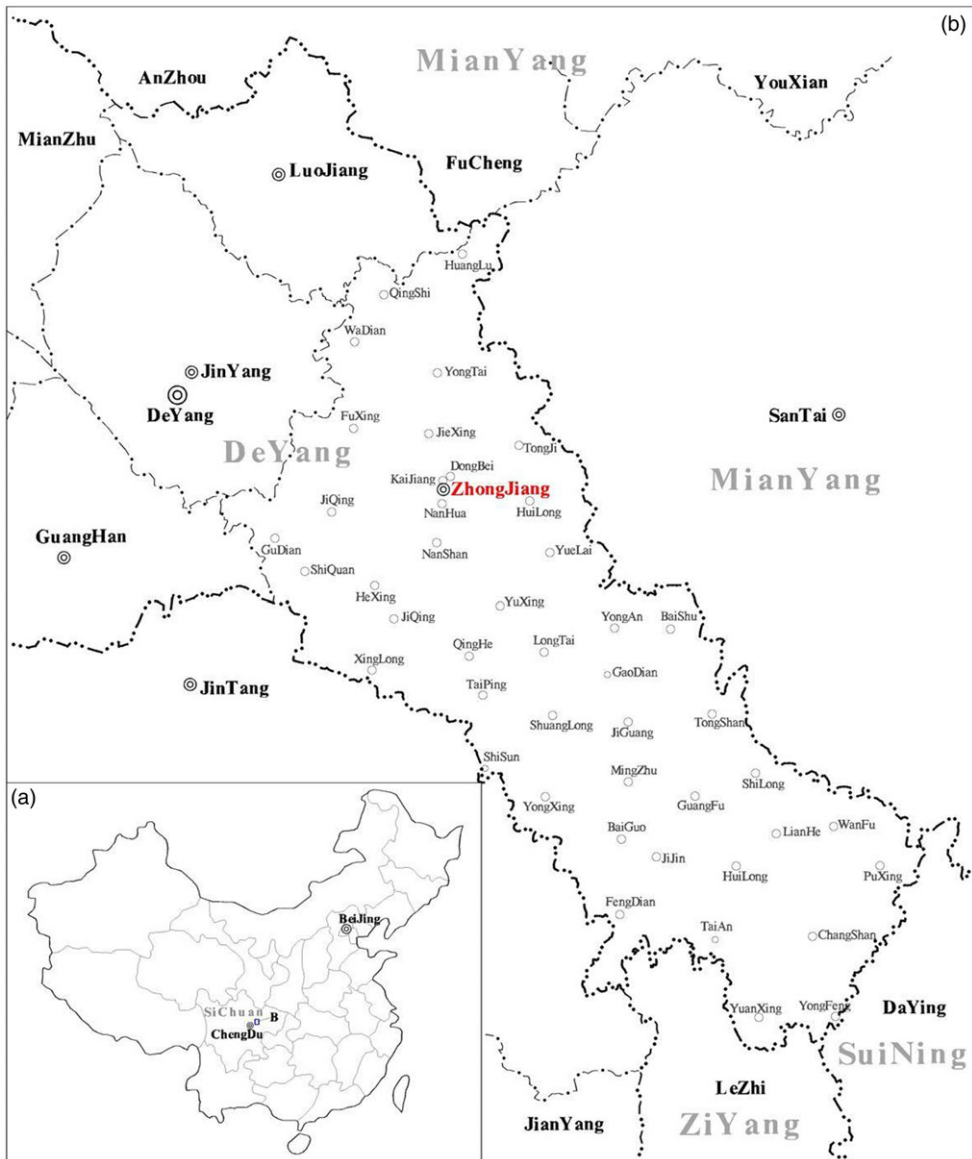 (b)
MianYang
AnZhou
YouXian
MianZhu
FuCheng
LuoJiang
HuangLu
QingShi
WaDian
JinYang
YongTai
DeYang
FuXing
SanTai
JieXing
DeYang
TongJi
DongBei
MianYang
KaiJiang
ZhongJiang
JiQing
NanHua
HuiLong
GuangHan
GuDian
NanShan
YueLai
ShiQuan
HeXing
YuXing
JiQing
YongAn
BaiShu
QingHe
LongTai
XingLong
GaoDian
JinTang
TaiPing
ShuangLong
JiGuang
TongShan
ShiSun
MingZhu
ShiLong
YongXing
GuangFu
BaiGuo
LianHe
WanFu
JiJin
HuiLong
PuXing
FengDian
TaiAn
ChangShan
YuanXing
YongFeng
DaYing
SuiNing
LeZhi
JianYang
ZiYang
(a)
BeiJing
SiChuan
B
ChengDu